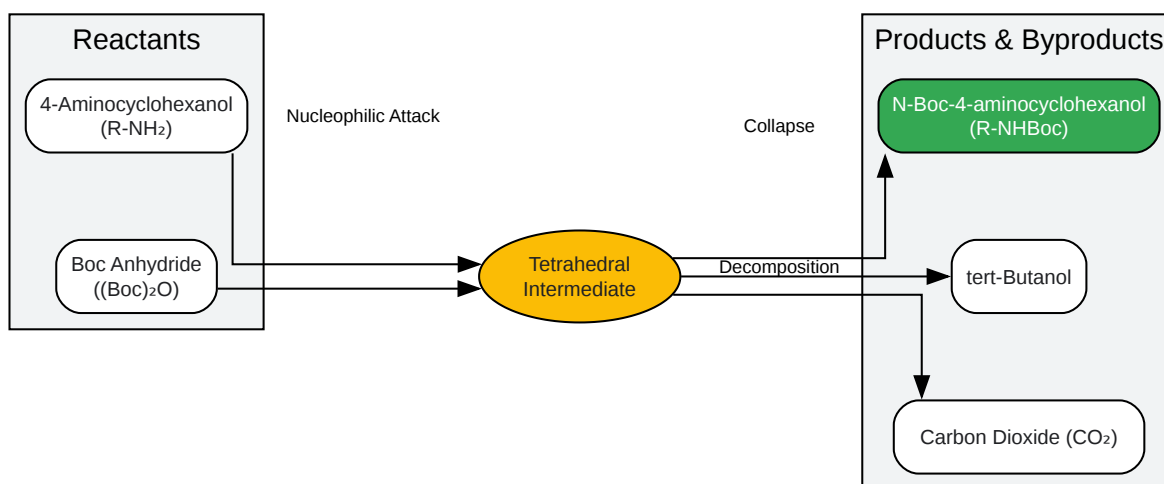 Reactants
4-Aminocyclohexanol
(R-NH₂)
Boc Anhydride
((Boc)₂O)
Nucleophilic Attack
Tetrahedral
Intermediate
Collapse
Decomposition
Products & Byproducts
N-Boc-4-aminocyclohexanol
(R-NHBoc)
tert-Butanol
Carbon Dioxide (CO₂)